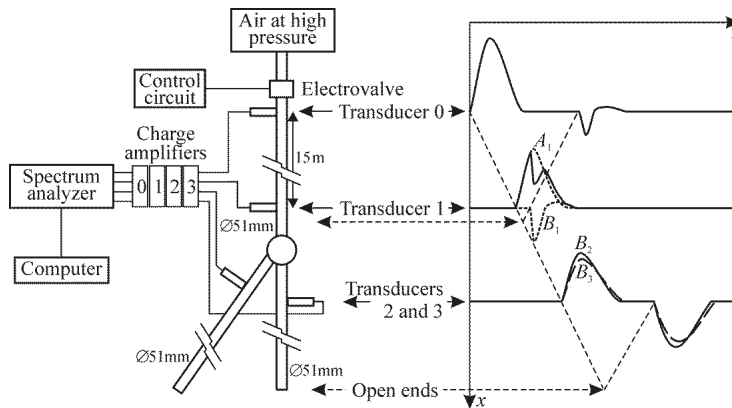 Air at high
pressure
Control
circuit
Electrovalve
Transducer 0
Charge
amplifiers
15m
Spectrum
analyzer
0 1 2 3
Transducer 1
Ø51mm
Computer
Transducers
2 and 3
Ø51mm
Ø51mm
Open ends
A1
B1
B2
B3
x